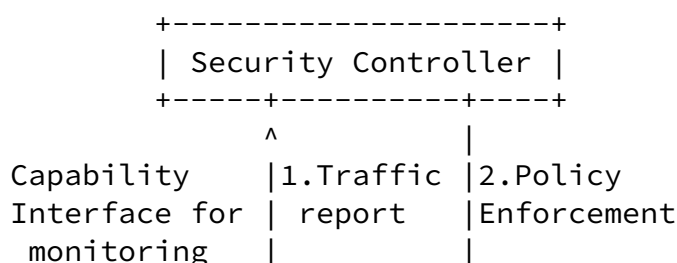 +---------------------+
| Security Controller |
+-----+----------+----+
^ |
Capability |1.Traffic |2.Policy
Interface for | report |Enforcement
monitoring | |